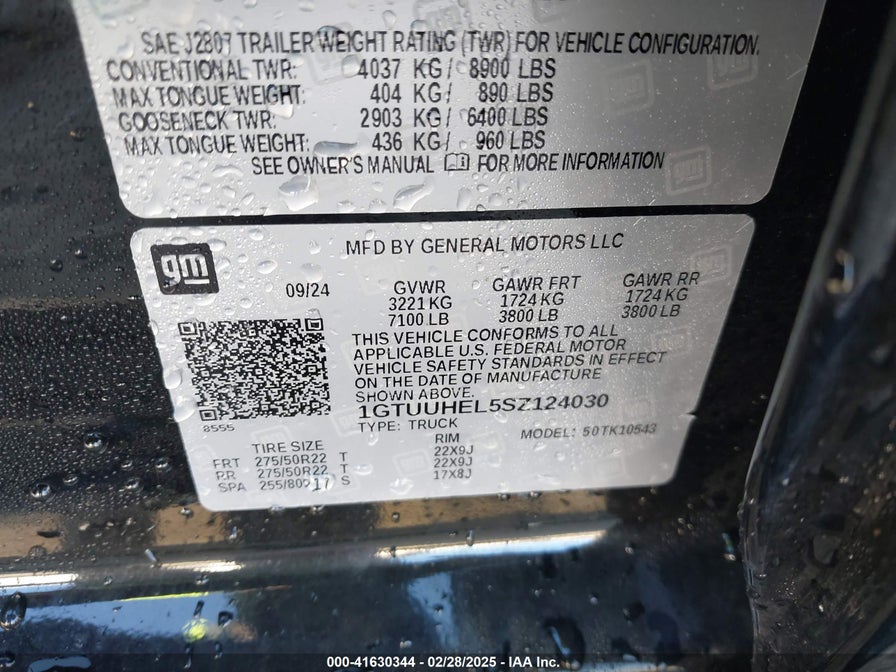 SAE J2807 TRAILER WEIGHT RATING (TWR) FOR VEHICLE CONFIGURATION.
CONVENTIONAL TWR: 4037 KG/ 8900 LBS
MAX TONGUE WEIGHT: 404 KG/ 890 LBS
GOOSENECK TWR: 2903 KG/ 6400 LBS
MAX TONGUE WEIGHT: 436 KG/ 960 LBS
SEE OWNER'S MANUAL FOR MORE INFORMATION
gm
MFD BY GENERAL MOTORS LLC
09/24 GVWR GAWR FRT GAWR RR
3221 KG 1724 KG 1724 KG
7100 LB 3800 LB 3800 LB
THIS VEHICLE CONFORMS TO ALL
APPLICABLE U.S. FEDERAL MOTOR
VEHICLE SAFETY STANDARDS IN EFFECT
ON THE DATE OF MANUFACTURE
SHOWN ABOVE.
1GTUUHEL5SZ124030
8555
TYPE: TRUCK MODEL: 50TK10543
TIRE SIZE RIM
FRT 275/50R22 T 22X9J
RR 275/50R22 T 22X9J
SPA 255/80R17 S 17X8J
000-41630344 - 02/28/2025 - IAA Inc.